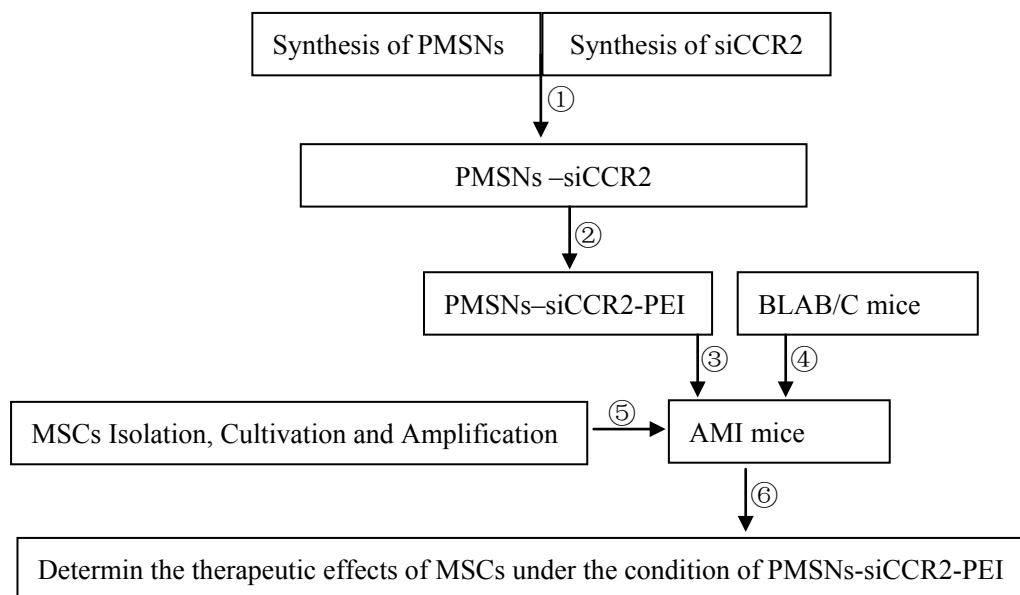 Synthesis of PMSNs
Synthesis of siCCR2
①
PMSNs –siCCR2
②
PMSNs–siCCR2-PEI
BLAB/C mice
③
④
MSCs Isolation, Cultivation and Amplification
⑤
AMI mice
⑥
Determin the therapeutic effects of MSCs under the condition of PMSNs-siCCR2-PEI